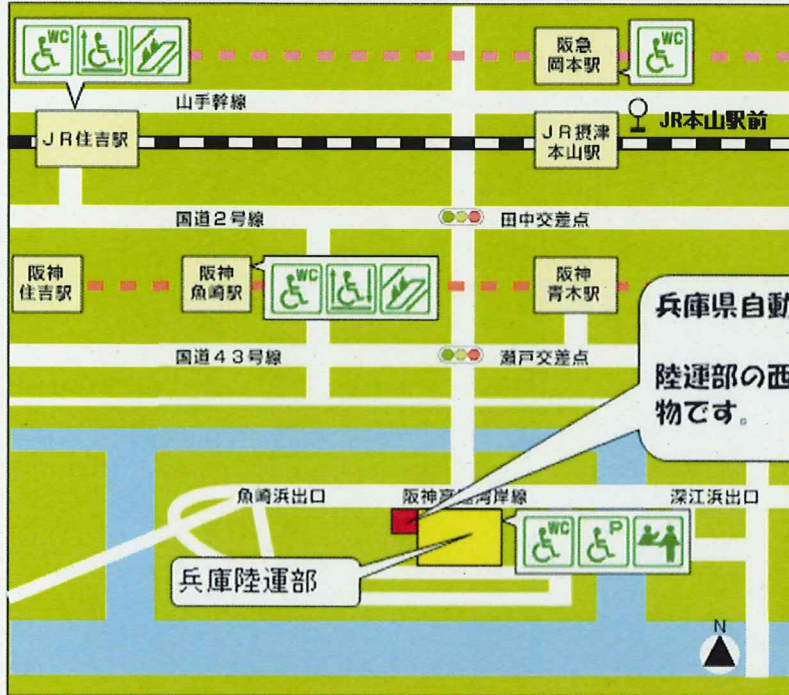 WC
阪急
岡本駅
WC
山手幹線
JR本山駅前
JR住吉駅
JR摂津
本山駅
国道2号線
田中交差点
阪神
住吉駅
阪神
魚崎駅
WC
阪神
青木駅
兵庫県自動
国道43号線
瀬戸交差点
陸運部の西
物です。
魚崎浜出口
阪神高速湾岸線
深江浜出口
WC
P
兵庫陸運部
N